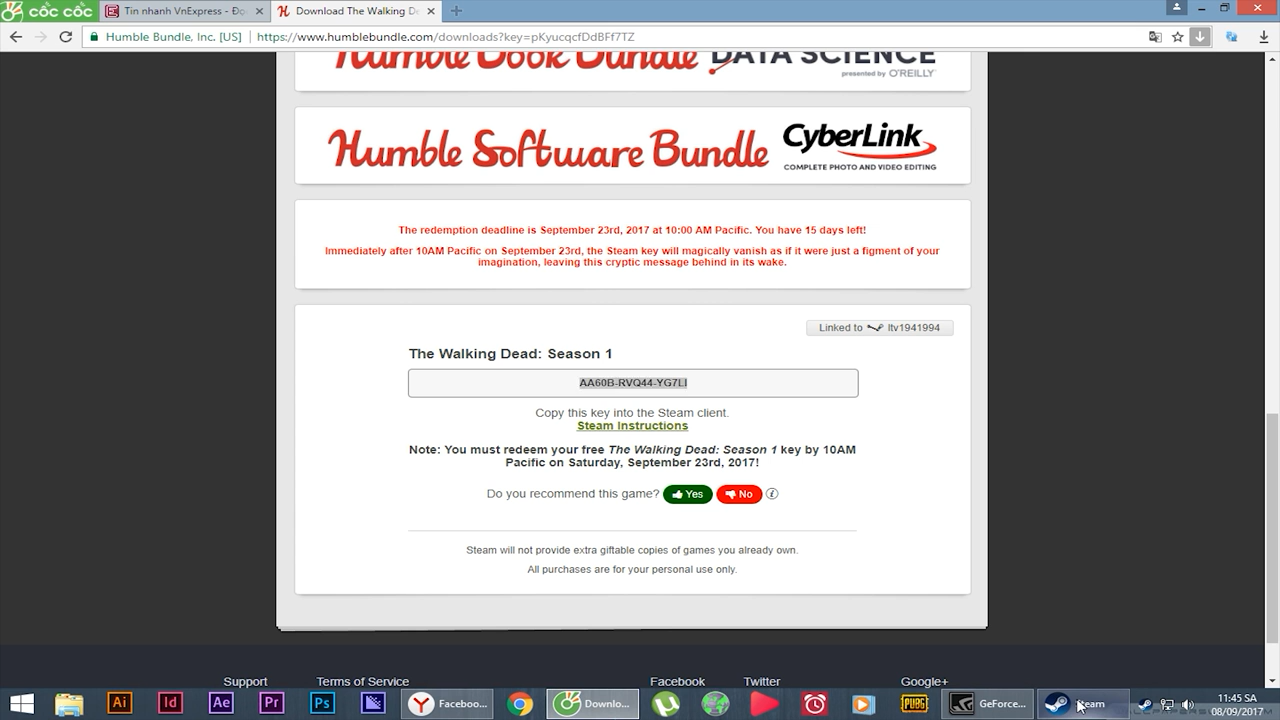 cốc cốc
Tin nhanh VnExpress - Đọ
Download The Walking De
Humble Bundle, Inc. [US]
https://www.humblebundle.com/downloads?key=pKyucqcfDdBFf7TZ
Humble Book Bundle
DATA SCIENCE
presented by O'REILLY
Humble Software Bundle
CyberLink
COMPLETE PHOTO AND VIDEO EDITING
The redemption deadline is September 23rd, 2017 at 10:00 AM Pacific. You have 15 days left!
Immediately after 10AM Pacific on September 23rd, the Steam key will magically vanish as if it were just a figment of your
imagination, leaving this cryptic message behind in its wake.
Linked to ltv1941994
The Walking Dead: Season 1
AA60B-RVQ44-YG7LI
Copy this key into the Steam client.
Steam Instructions
Note: You must redeem your free The Walking Dead: Season 1 key by 10AM
Pacific on Saturday, September 23rd, 2017!
Do you recommend this game? Yes No
Steam will not provide extra giftable copies of games you already own.
All purchases are for your personal use only.
Support
Terms of Service
Facebook
Twitter
Google+
Ai
Id
Ae
Pr
Ps
Faceboo...
Downlo...
PUBG
GeForce...
Steam
11:45 SA
08/09/2017